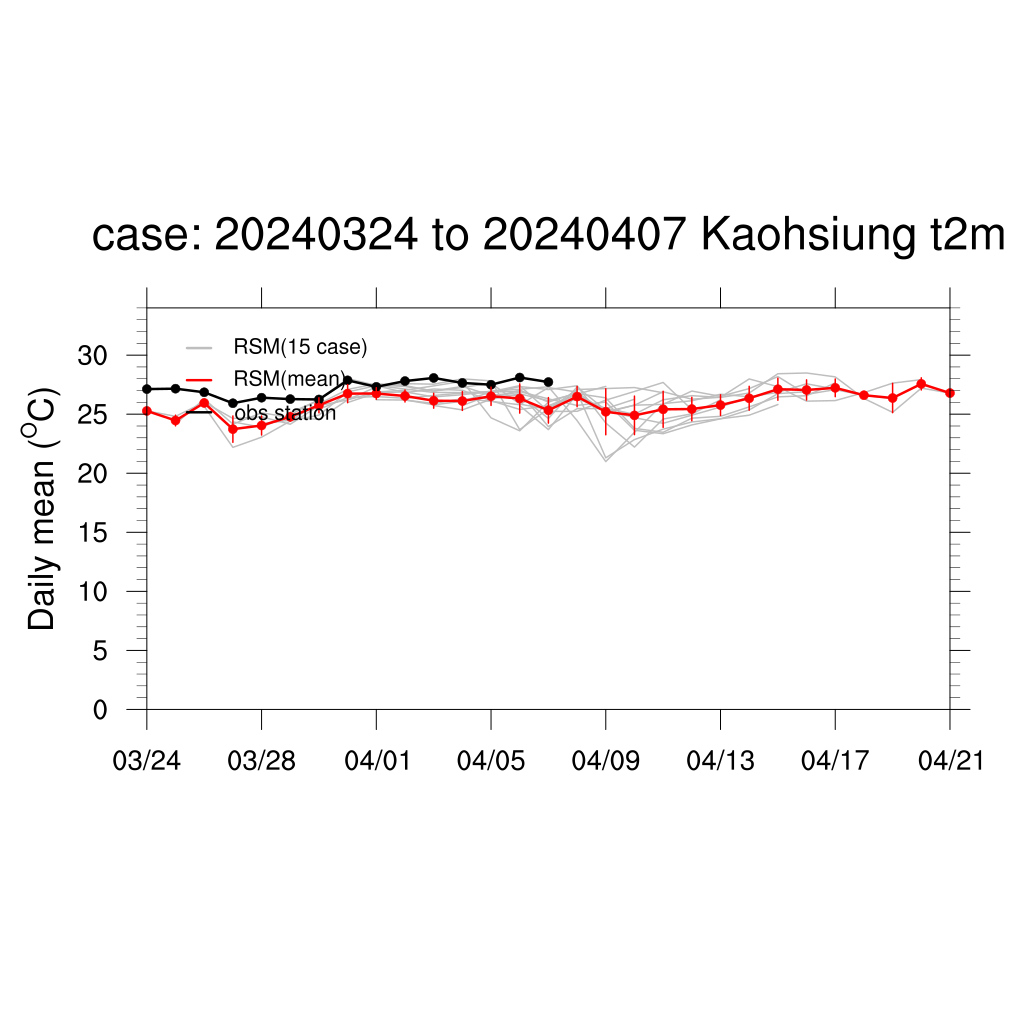 case: 20240324 to 20240407 Kaohsiung t2m
RSM(15 case)
RSM(mean)
obs station
Daily mean (°C)
30
25
20
15
10
5
0
03/24 03/28 04/01 04/05 04/09 04/13 04/17 04/21